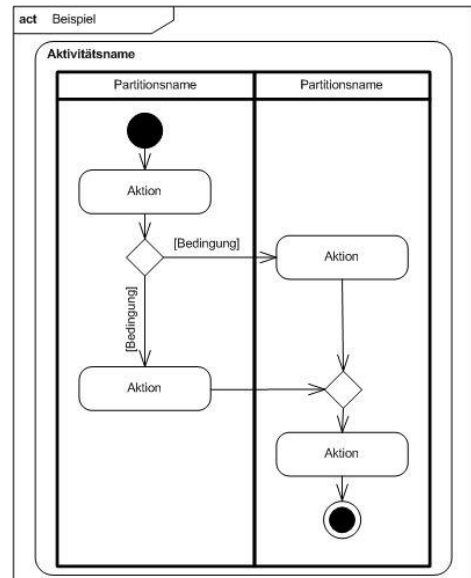 act Beispiel
Aktivitätsname
Partitionsname Partitionsname
Aktion
[Bedingung]
Aktion
[Bedingung]
Aktion
Aktion